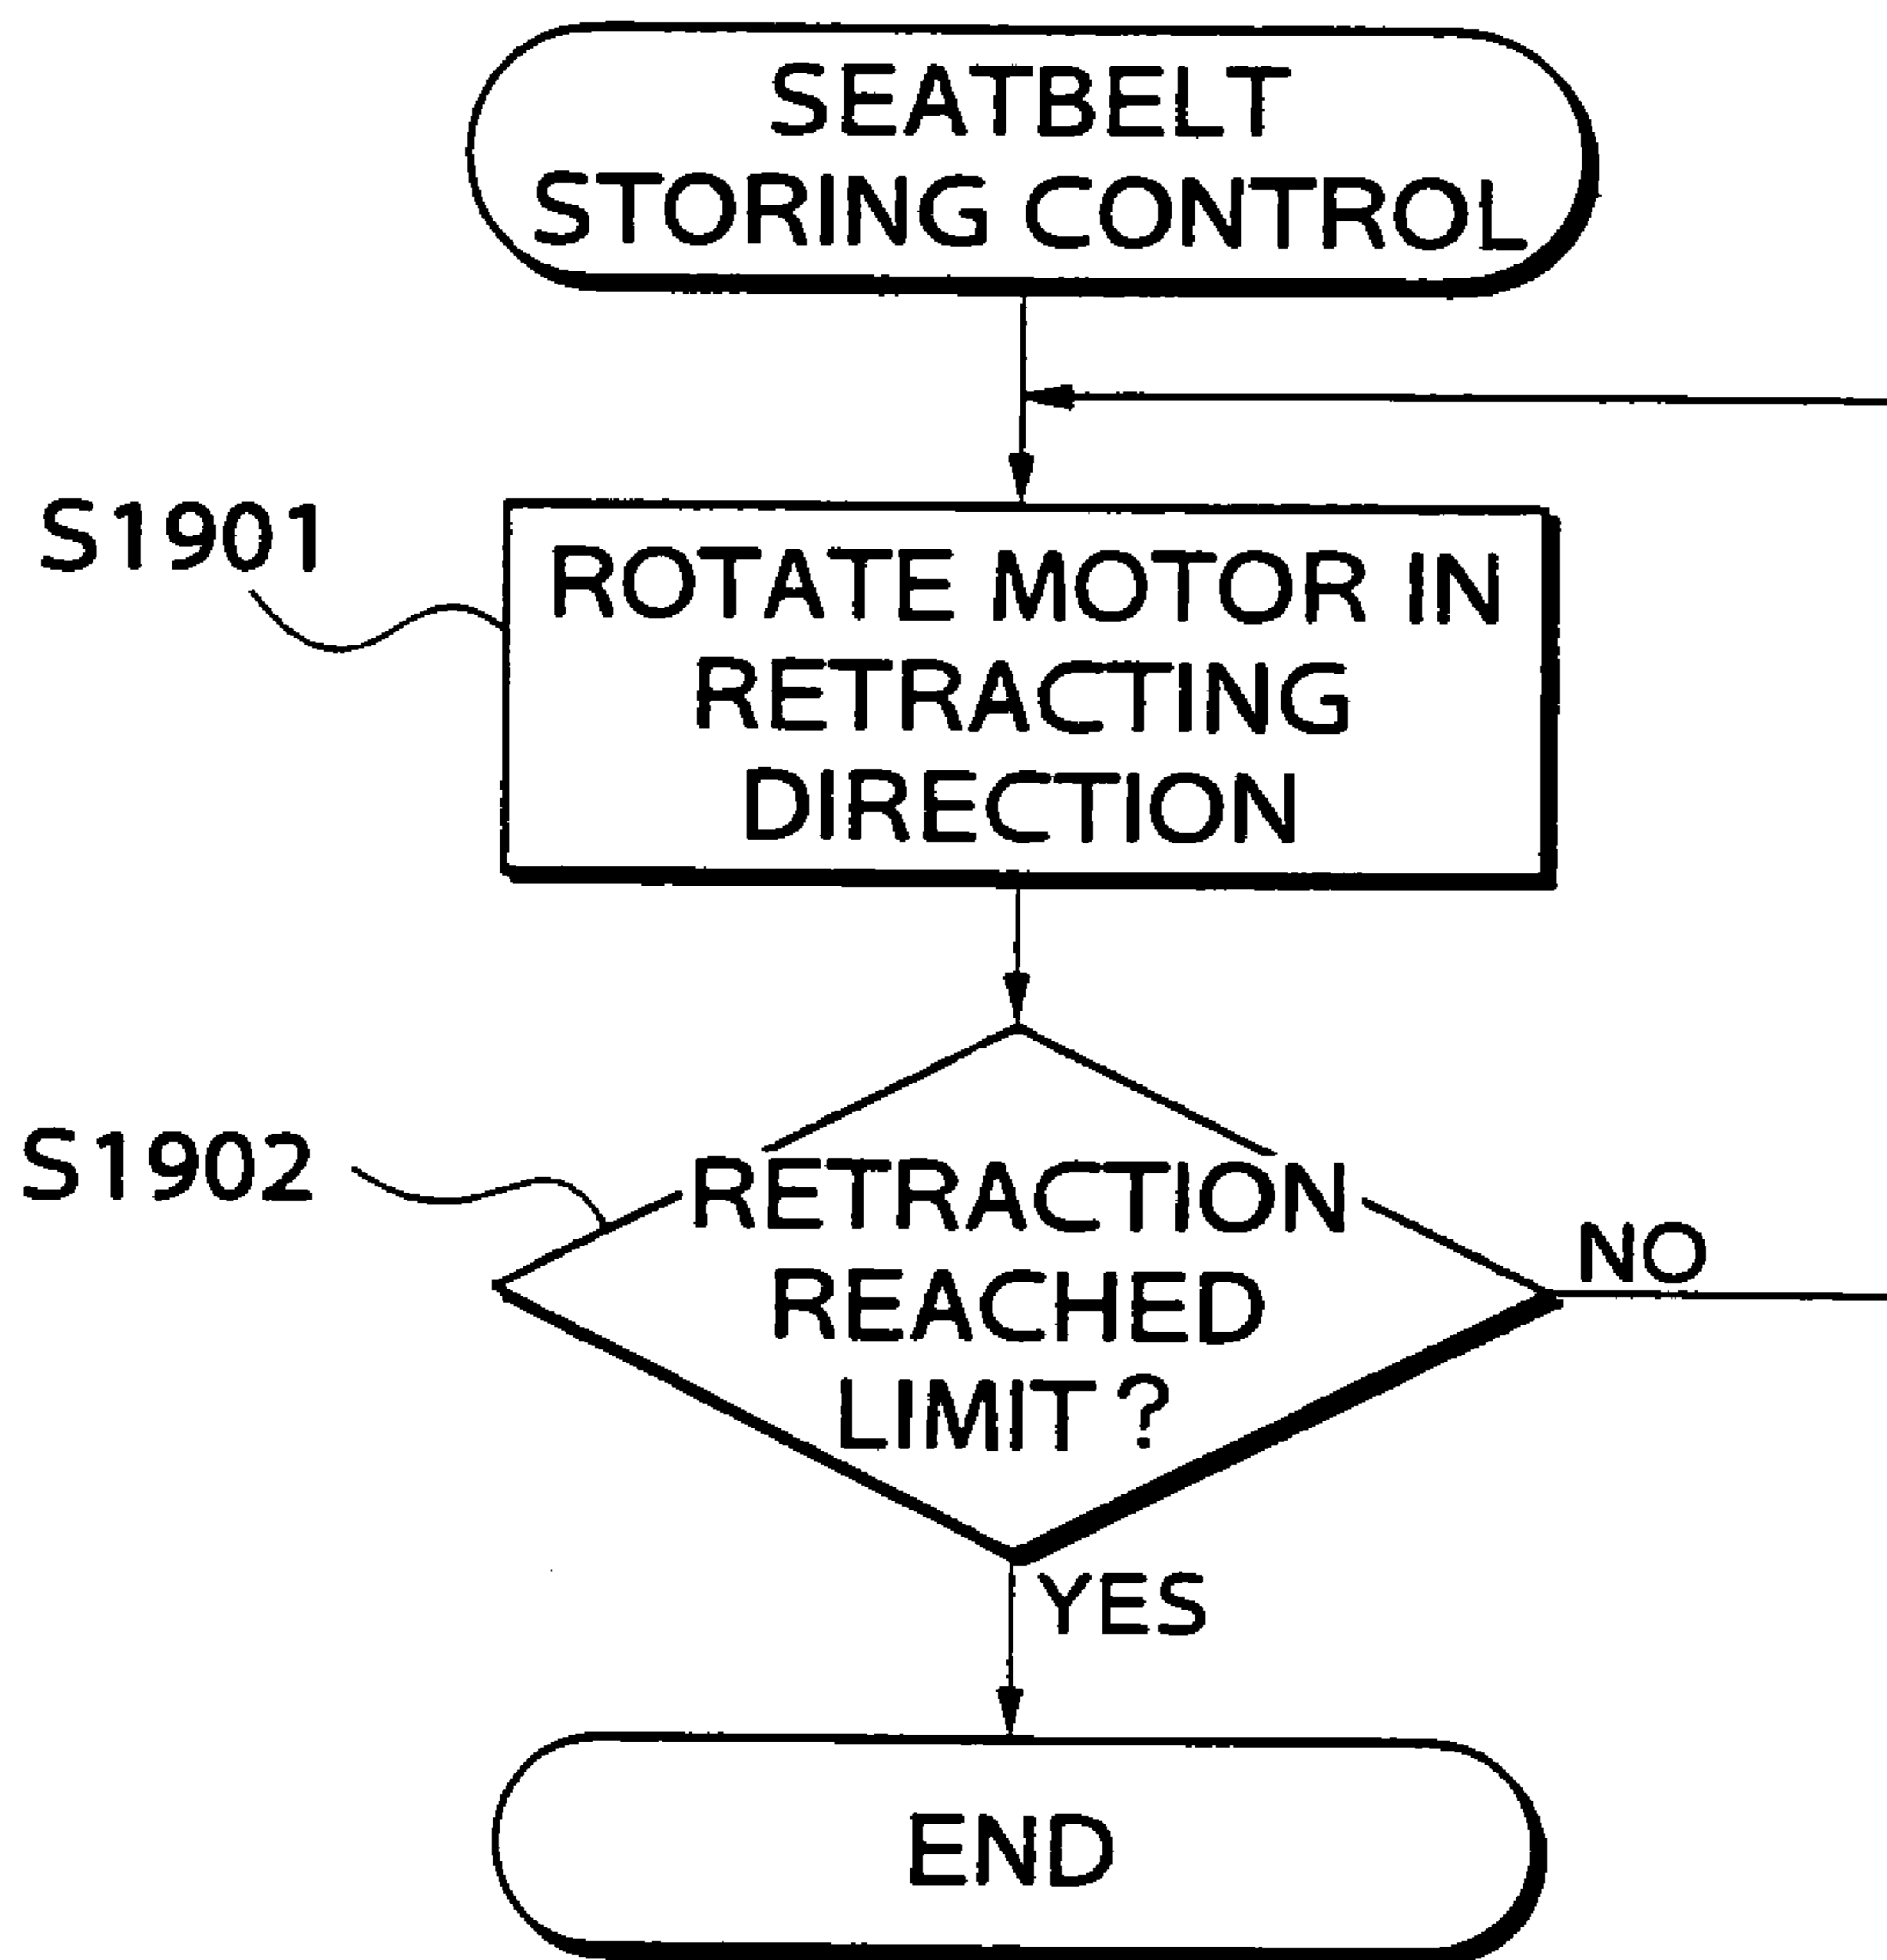 SEATBELT
STORING CONTROL
S1901
ROTATE MOTOR IN
RETRACTING
DIRECTION
S1902
RETRACTION
REACHED
LIMIT?
NO
YES
END